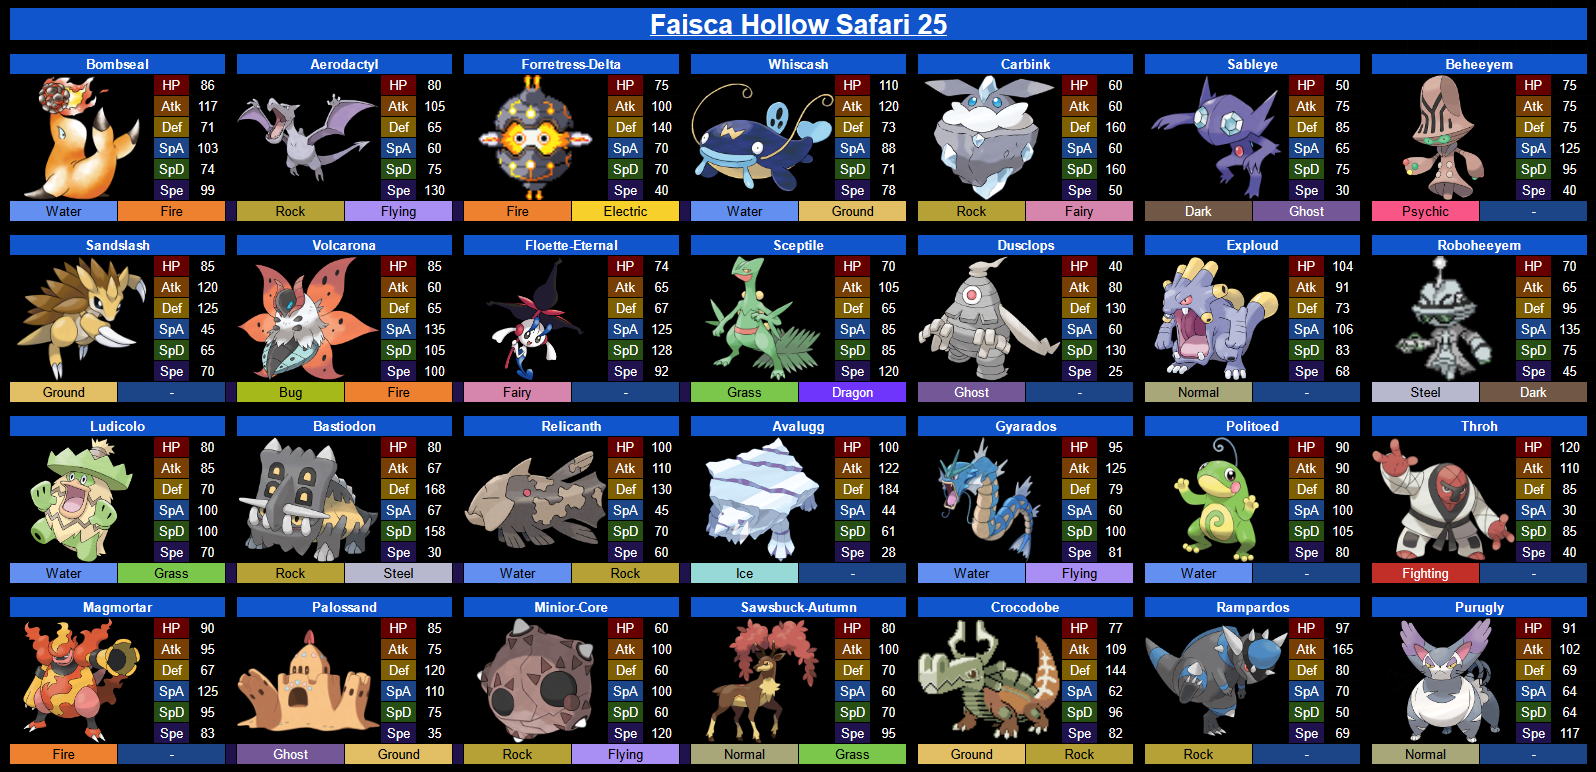 Faisca Hollow Safari 25
Bombseal Aerodactyl Forretress-Delta Whiscash Carbink Sableye Beheeyem
HP 86 HP 80 HP 75 HP 110 HP 60 HP 50 HP 75
Atk 117 Atk 105 Atk 100 Atk 120 Atk 60 Atk 75 Atk 75
Def 71 Def 65 Def 140 Def 73 Def 160 Def 85 Def 75
SpA 103 SpA 60 SpA 70 SpA 88 SpA 60 SpA 65 SpA 125
SpD 74 SpD 75 SpD 70 SpD 71 SpD 160 SpD 75 SpD 95
Spe 99 Spe 130 Spe 40 Spe 78 Spe 50 Spe 30 Spe 40
Water Fire Rock Flying Fire Electric Water Ground Rock Fairy Dark Ghost Psychic -
Sandslash Volcarona Floette-Eternal Sceptile Dusclops Exploud Roboheeyem
HP 85 HP 85 HP 74 HP 70 HP 40 HP 104 HP 70
Atk 120 Atk 60 Atk 65 Atk 105 Atk 80 Atk 91 Atk 65
Def 125 Def 65 Def 67 Def 65 Def 130 Def 73 Def 95
SpA 45 SpA 135 SpA 125 SpA 85 SpA 60 SpA 106 SpA 135
SpD 65 SpD 105 SpD 128 SpD 85 SpD 130 SpD 83 SpD 75
Spe 70 Spe 100 Spe 92 Spe 120 Spe 25 Spe 68 Spe 45
Ground - Bug Fire Fairy - Grass Dragon Ghost - Normal - Steel Dark
Ludicolo Bastiodon Relicanth Avalugg Gyarados Politoed Throh
HP 80 HP 80 HP 100 HP 100 HP 95 HP 90 HP 120
Atk 85 Atk 67 Atk 110 Atk 122 Atk 125 Atk 90 Atk 110
Def 70 Def 168 Def 130 Def 184 Def 79 Def 80 Def 85
SpA 100 SpA 67 SpA 45 SpA 44 SpA 60 SpA 100 SpA 30
SpD 100 SpD 158 SpD 70 SpD 61 SpD 100 SpD 105 SpD 85
Spe 70 Spe 30 Spe 60 Spe 28 Spe 81 Spe 80 Spe 40
Water Grass Rock Steel Water Rock Ice - Water Flying Water - Fighting -
Magmortar Palossand Minior-Core Sawsbuck-Autumn Crocodobe Rampardos Purugly
HP 90 HP 85 HP 60 HP 80 HP 77 HP 97 HP 91
Atk 95 Atk 75 Atk 100 Atk 100 Atk 109 Atk 165 Atk 102
Def 67 Def 120 Def 60 Def 70 Def 144 Def 80 Def 69
SpA 125 SpA 110 SpA 100 SpA 60 SpA 62 SpA 70 SpA 64
SpD 95 SpD 75 SpD 60 SpD 70 SpD 96 SpD 50 SpD 64
Spe 83 Spe 35 Spe 120 Spe 95 Spe 82 Spe 69 Spe 117
Fire - Ghost Ground Rock Flying Normal Grass Ground Rock Rock - Normal -